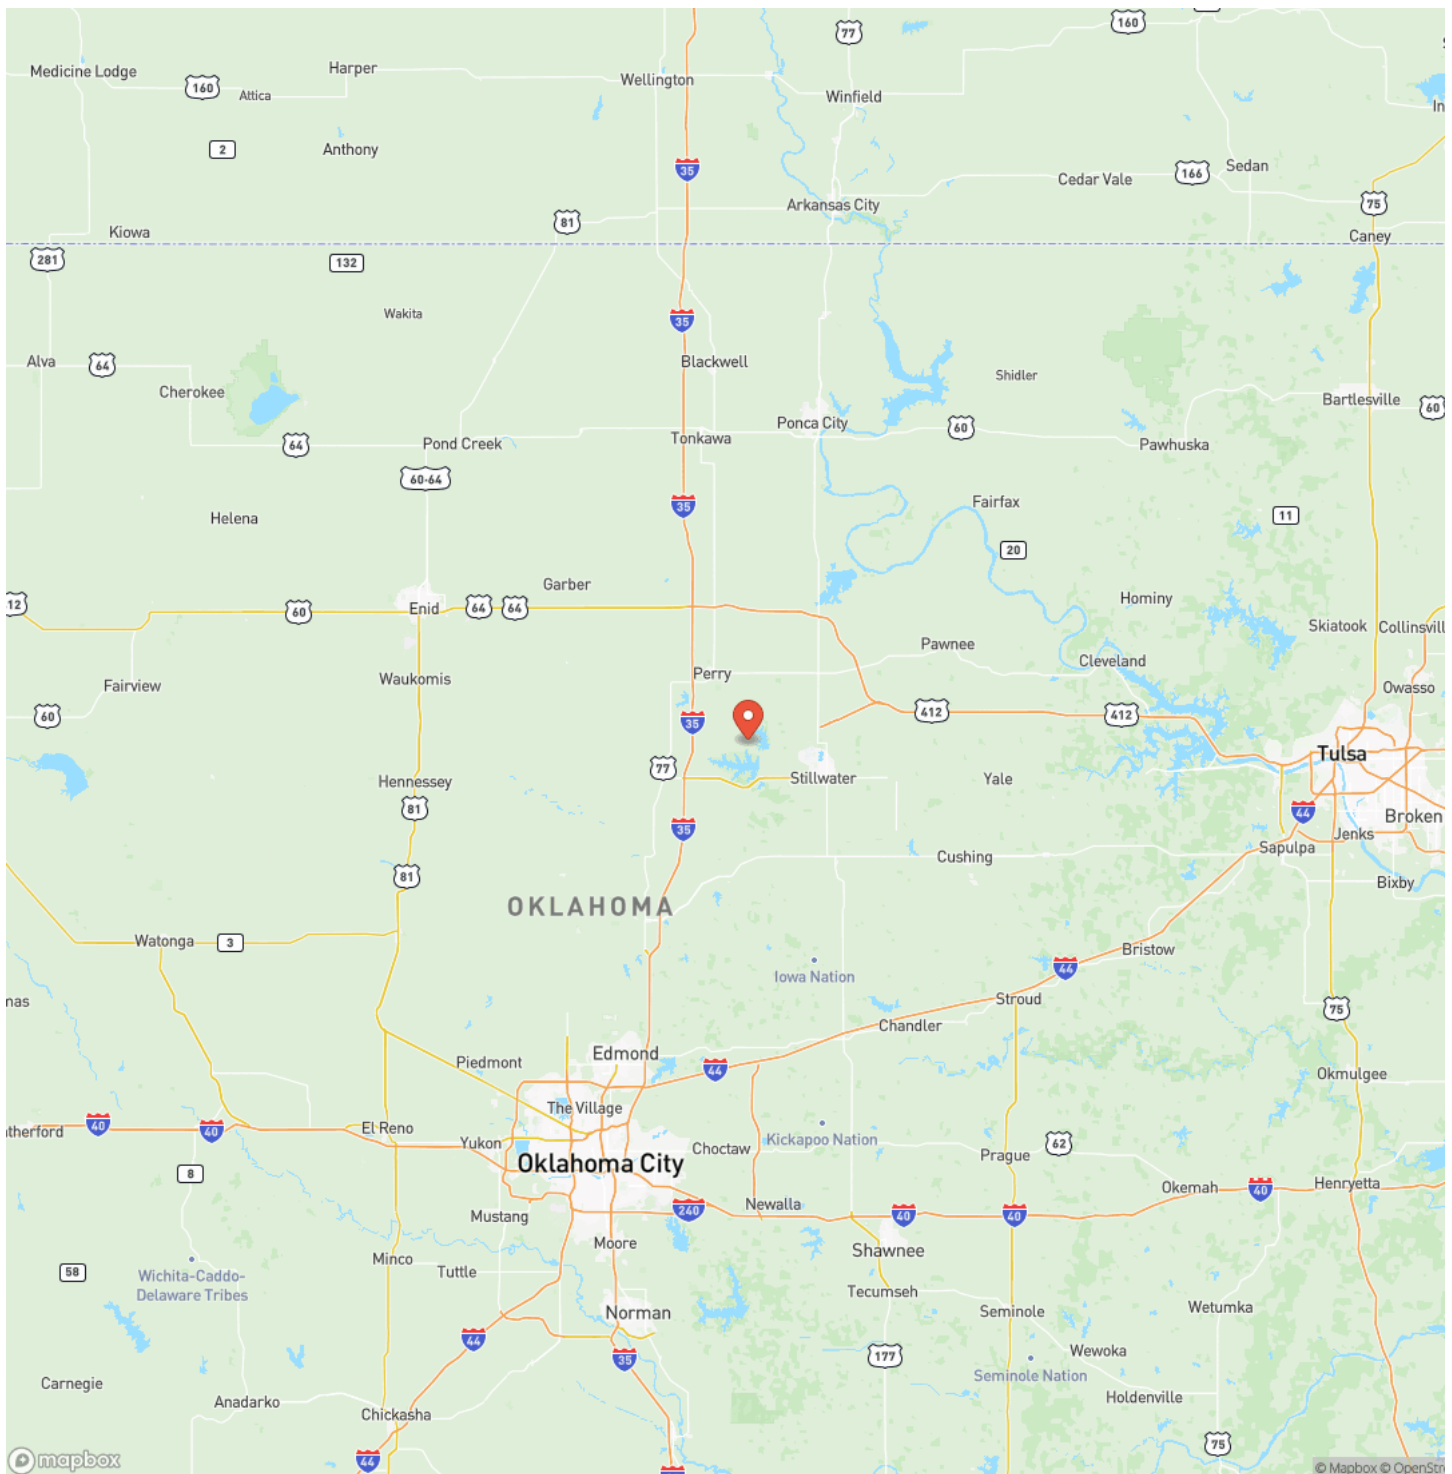 160
77
Medicine Lodge
Harper
Wellington
160
Attica
Winfield
In
2
Anthony
35
Sedan
Cedar Vale
166
75
Arkansas City
81
Kiowa
Caney
281
132
Wakita
35
Alva
64
Blackwell
Shidler
Cherokee
Bartlesville
60
Ponca City
60
64
Pond Creek
Tonkawa
Pawhuska
60-64
35
Fairfax
Helena
11
20
Garber
12
60
Enid
64
64
Hominy
Skiatook
Collinsvill
Pawnee
Cleveland
Perry
Waukomis
Fairview
Owasso
60
35
412
412
Tulsa
77
Hennessey
Stillwater
Yale
81
35
44
Broken
Jenks
Sapulpa
Cushing
81
Bixby
OKLAHOMA
Watonga
3
Bristow
44
Iowa Nation
mas
Stroud
75
Chandler
Edmond
Piedmont
44
Okmulgee
The Village
40
40
El Reno
Yukon
Kickapoo Nation
62
therford
Choctaw
Oklahoma City
Prague
8
Okemah
40
Henryetta
Newalla
240
40
40
Mustang
Moore
Shawnee
Minco
Tuttle
58
Wichita-Caddo-
Delaware Tribes
Tecumseh
Norman
Seminole
Wetumka
44
35
177
Wewoka
Seminole Nation
Carnegie
Anadarko
Holdenville
Chickasha
75
44
mapbox
© Mapbox © OpenStre